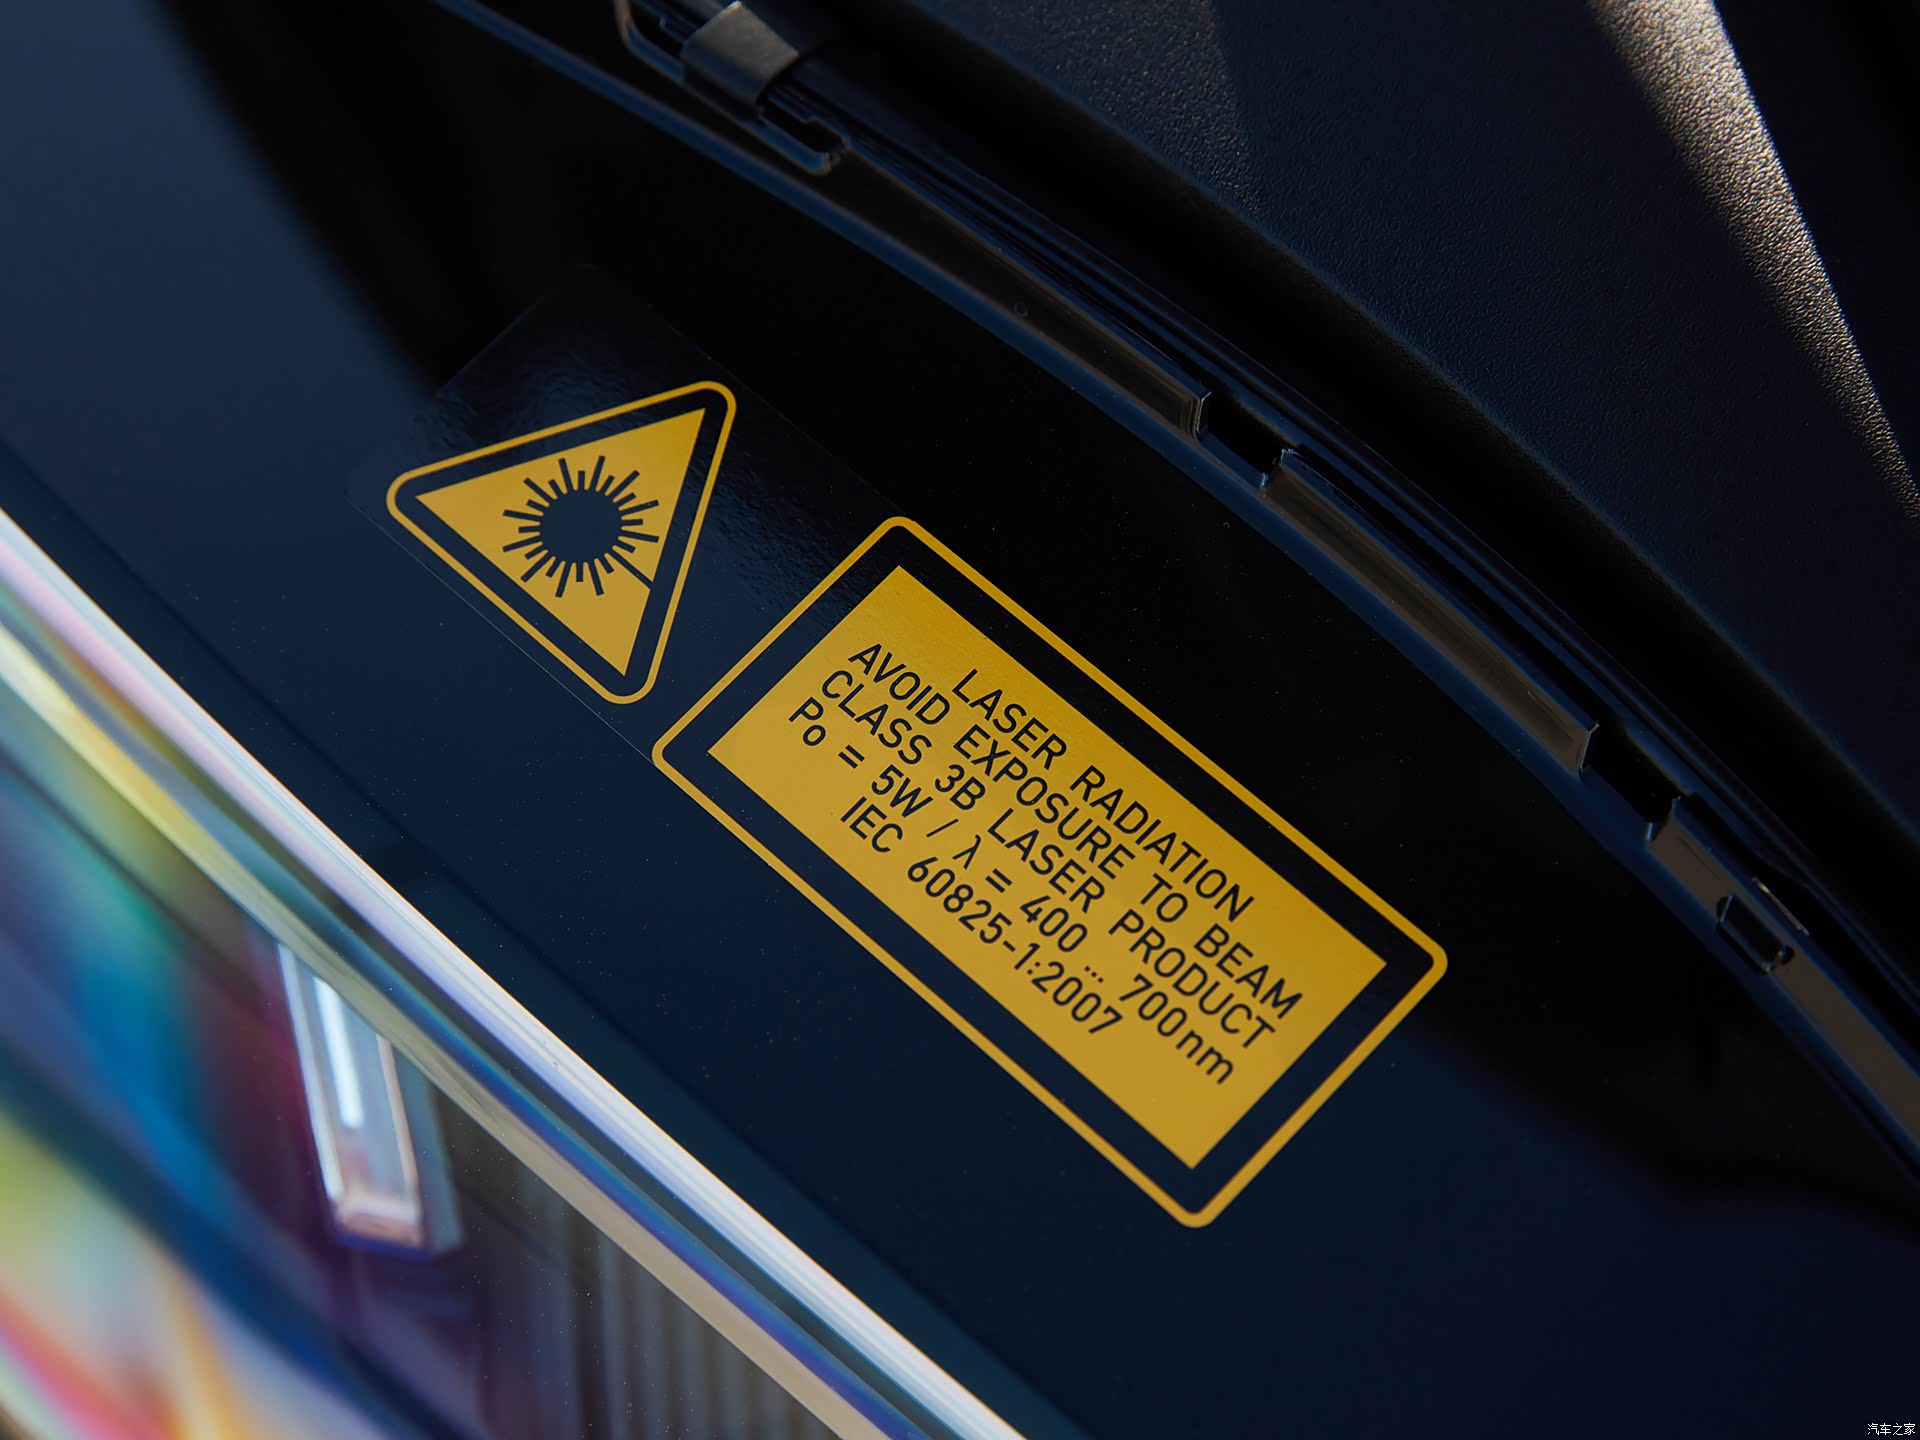 LASER RADIATION
AVOID EXPOSURE TO BEAM
CLASS 3B LASER PRODUCT
Po = 5W / λ = 400 ... 700nm
IEC 60825-1:2007
汽车之家